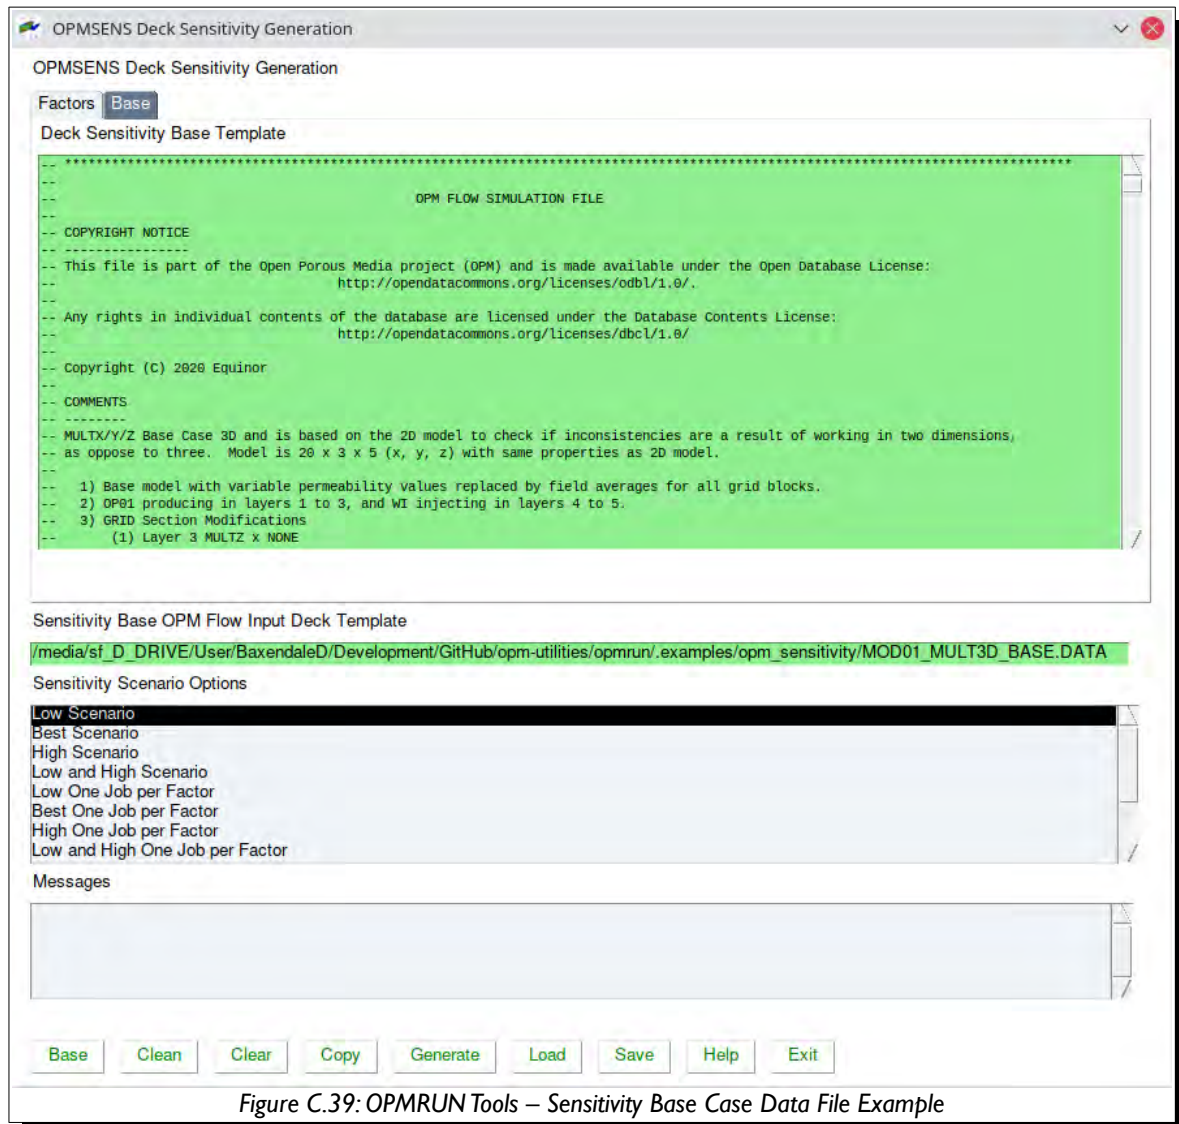 OPMSENS Deck Sensitivity Generation
OPMSENS Deck Sensitivity Generation
Factors Base
Deck Sensitivity Base Template
-- *********************************************************************************************************************************
--
-- OPM FLOW SIMULATION FILE
--
-- COPYRIGHT NOTICE
-- ----------------
-- This file is part of the Open Porous Media project (OPM) and is made available under the Open Database License:
-- http://opendatacommons.org/licenses/odbl/1.0/.
--
-- Any rights in individual contents of the database are licensed under the Database Contents License:
-- http://opendatacommons.org/licenses/dbcl/1.0/
--
-- Copyright (C) 2020 Equinor
--
-- COMMENTS
-- --------
-- MULTX/Y/Z Base Case 3D and is based on the 2D model to check if inconsistencies are a result of working in two dimensions,
-- as oppose to three. Model is 20 x 3 x 5 (x, y, z) with same properties as 2D model.
--
-- 1) Base model with variable permeability values replaced by field averages for all grid blocks.
-- 2) OP01 producing in layers 1 to 3, and WI injecting in layers 4 to 5.
-- 3) GRID Section Modifications
-- (1) Layer 3 MULTZ x NONE
Sensitivity Base OPM Flow Input Deck Template
/media/sf_D_DRIVE/User/BaxendaleD/Development/GitHub/opm-utilities/opmrun/.examples/opm_sensitivity/MOD01_MULT3D_BASE.DATA
Sensitivity Scenario Options
Low Scenario
Best Scenario
High Scenario
Low and High Scenario
Low One Job per Factor
Best One Job per Factor
High One Job per Factor
Low and High One Job per Factor
Messages
Base Clean Clear Copy Generate Load Save Help Exit
Figure C.39: OPMRUN Tools – Sensitivity Base Case Data File Example